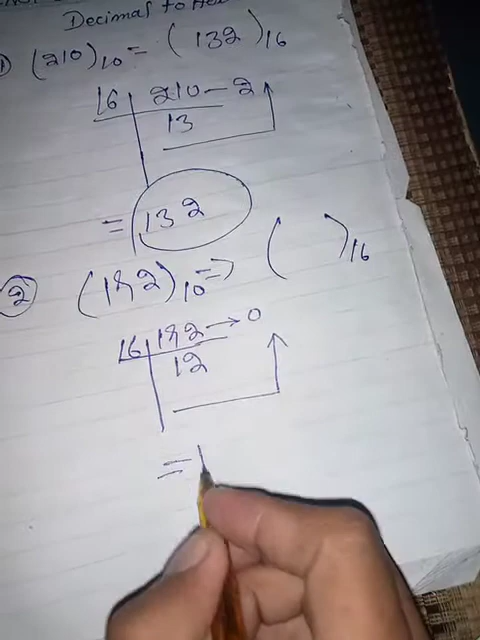 Decimal to Hex
1) (210)10 = (132)16
16 210 - 2
13
= 132
2 (192)10 => ( )16
16 192 → 0
12
= 1